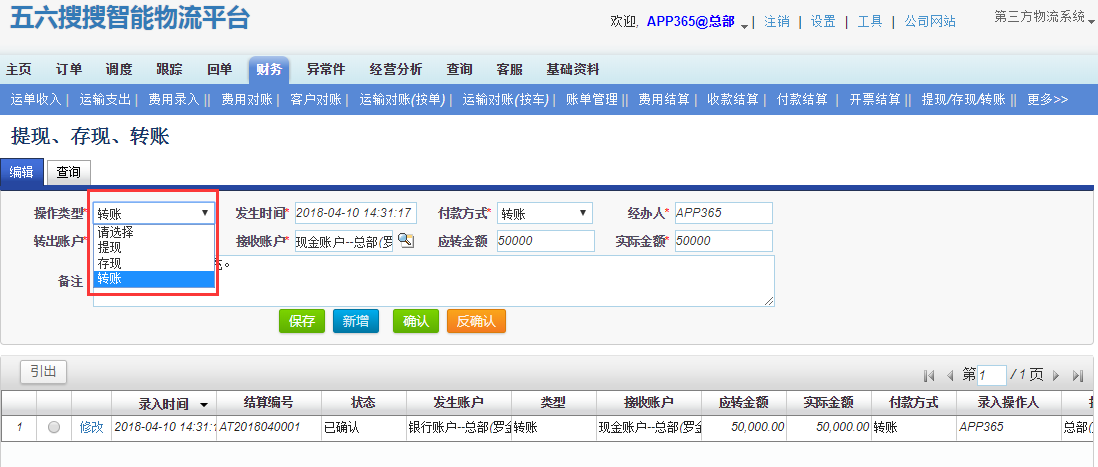 五六搜搜智能物流平台
欢迎, APP365@总部 | 注销 | 设置 | 工具 | 公司网站 第三方物流系统
主页 订单 调度 跟踪 回单 财务 异常件 经营分析 查询 客服 基础资料
运单收入 | 运输支出 | 费用录入 || 费用对账 | 客户对账 | 运输对账(按单) | 运输对账(按车) | 账单管理 || 费用结算 | 收款结算 | 付款结算 | 开票结算 || 提现/存现/转账 || 更多>>
提现、存现、转账
编辑 查询
操作类型* 转账 发生时间* 2018-04-10 14:31:17 付款方式* 转账 经办人* APP365
转出账户* 接收账户* 现金账户--总部(罗 应转金额 50000 实际金额* 50000
请选择
提现
存现
转账
备注
保存 新增 确认 反确认
引出 第 1 / 1 页
录入时间 结算编号 状态 发生账户 类型 接收账户 应转金额 实际金额 付款方式 录入操作人
1 修改 2018-04-10 14:31:1 AT2018040001 已确认 银行账户--总部(罗金 转账 现金账户--总部(罗金 50,000.00 50,000.00 转账 APP365 总部(罗